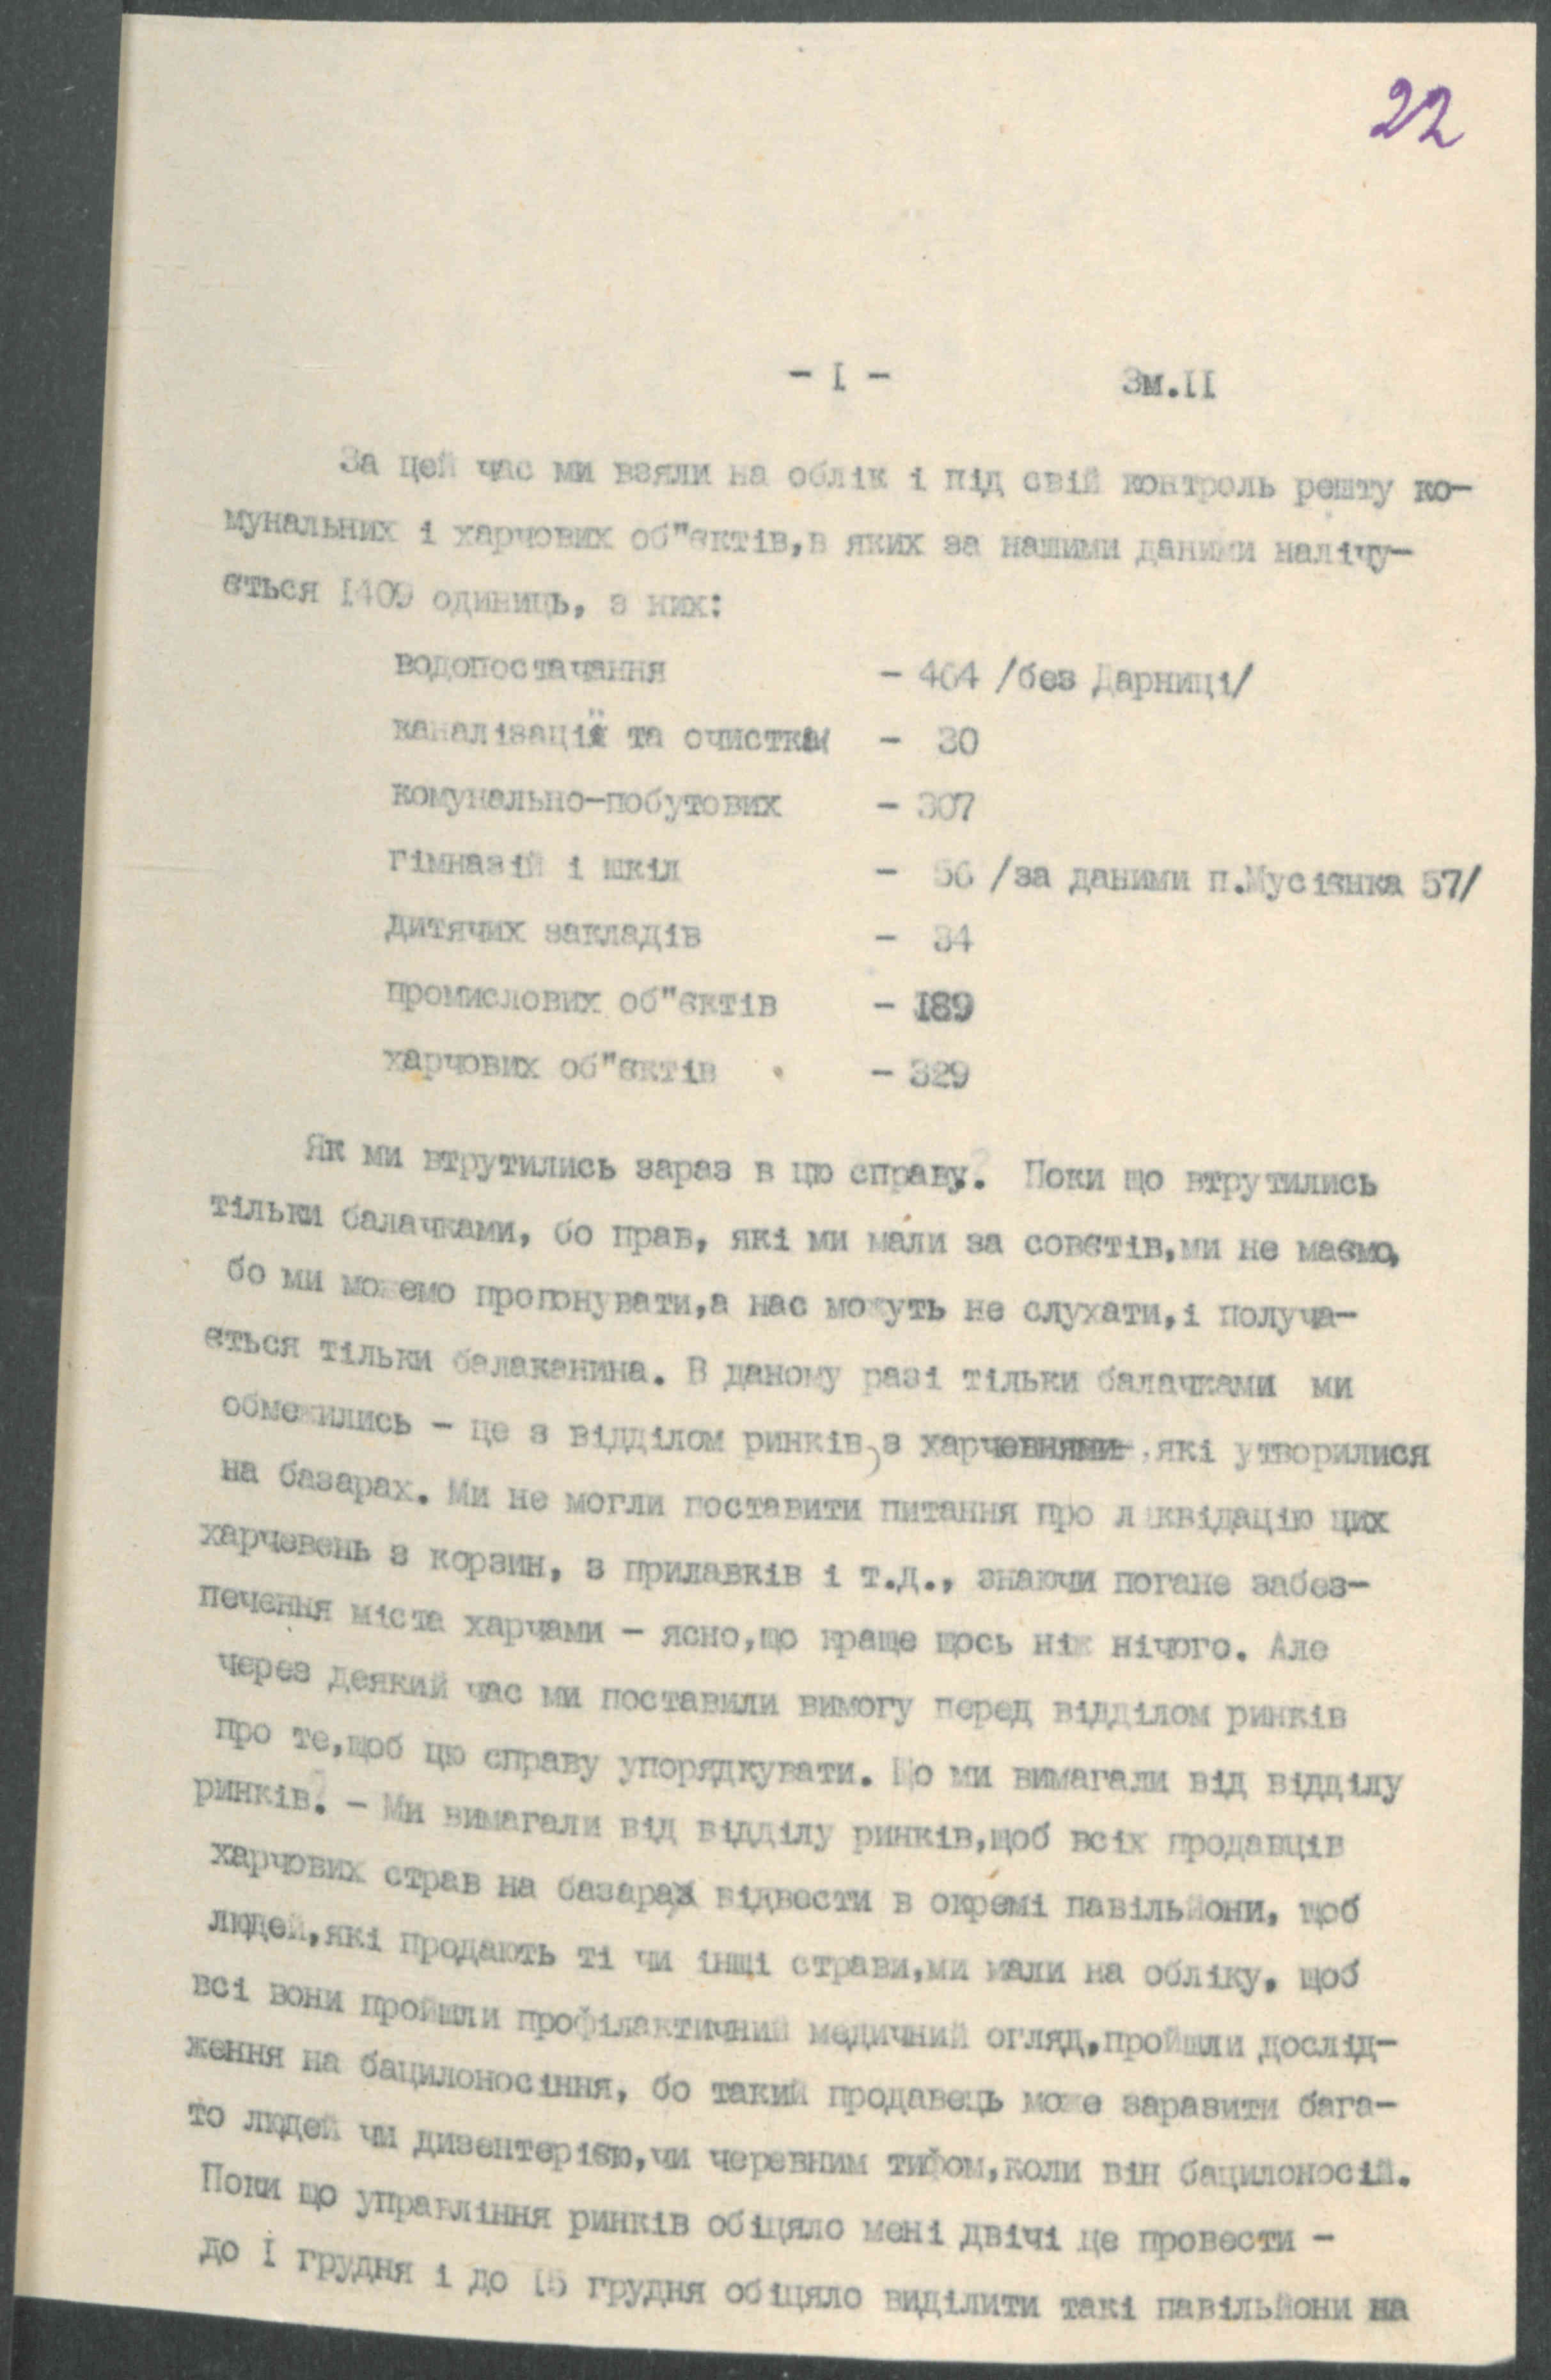 22
- I - Зм.II
За цей час ми взяли на облік і під свій контроль решту ко-
мунальних і харчових об"єктів,в яких за нашими даними налічу-
ється I409 одиниць, з них:
водопостачання - 464 /без Дарниці/
каналізації та очистка - 30
комунально-побутових - 307
гімназій і шкіл - 56 /за даними п.Мусієнка 57/
дитячих закладів - 34
промислових об"єктів - I89
харчових об"єктів - 329
Як ми втрутились зараз в цю справу? Поки що втрутились
тільки балачками, бо прав, які ми мали за совєтів,ми не маємо,
бо ми можемо пропонувати,а нас можуть не слухати,і получа-
ється тільки балаканина. В даному разі тільки балачками ми
обмежились - це з відділом ринків, з харчевнями, які утворилися
на базарах. Ми не могли поставити питання про ліквідацію цих
харчевень з корзин, з прилавків і т.д., знаючи погане забез-
печення міста харчами - ясно,що краще щось ніж нічого. Але
через деякий час ми поставили вимогу перед відділом ринків
про те,щоб цю справу упорядкувати. Що ми вимагали від відділу
ринків? - Ми вимагали від відділу ринків,щоб всіх продавців
харчових страв на базарах відвести в окремі павільйони, щоб
людей,які продають ті чи інші страви,ми мали на обліку, щоб
всі вони пройшли профілактичний медичний огляд,пройшли дослід-
ження на бацилоносіння, бо такий продавець може заразити бага-
то людей чи дизентерією,чи черевним тифом,коли він бацилоносій.
Поки що управління ринків обіцяло мені двічі це провести -
до I грудня і до I5 грудня обіцяло виділити такі павільйони на